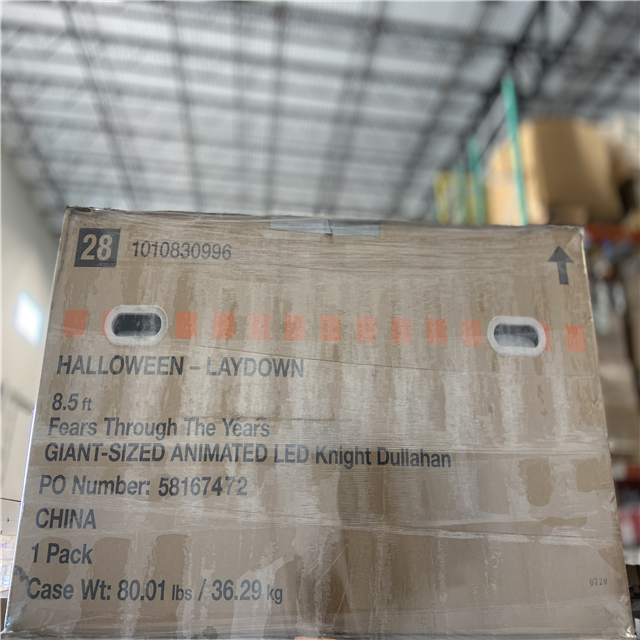 28 1010830996
HALLOWEEN – LAYDOWN
8.5 ft
Fears Through The Years
GIANT-SIZED ANIMATED LED Knight Dullahan
PO Number: 58167472
CHINA
1 Pack
Case Wt: 80.01 lbs / 36.29 kg